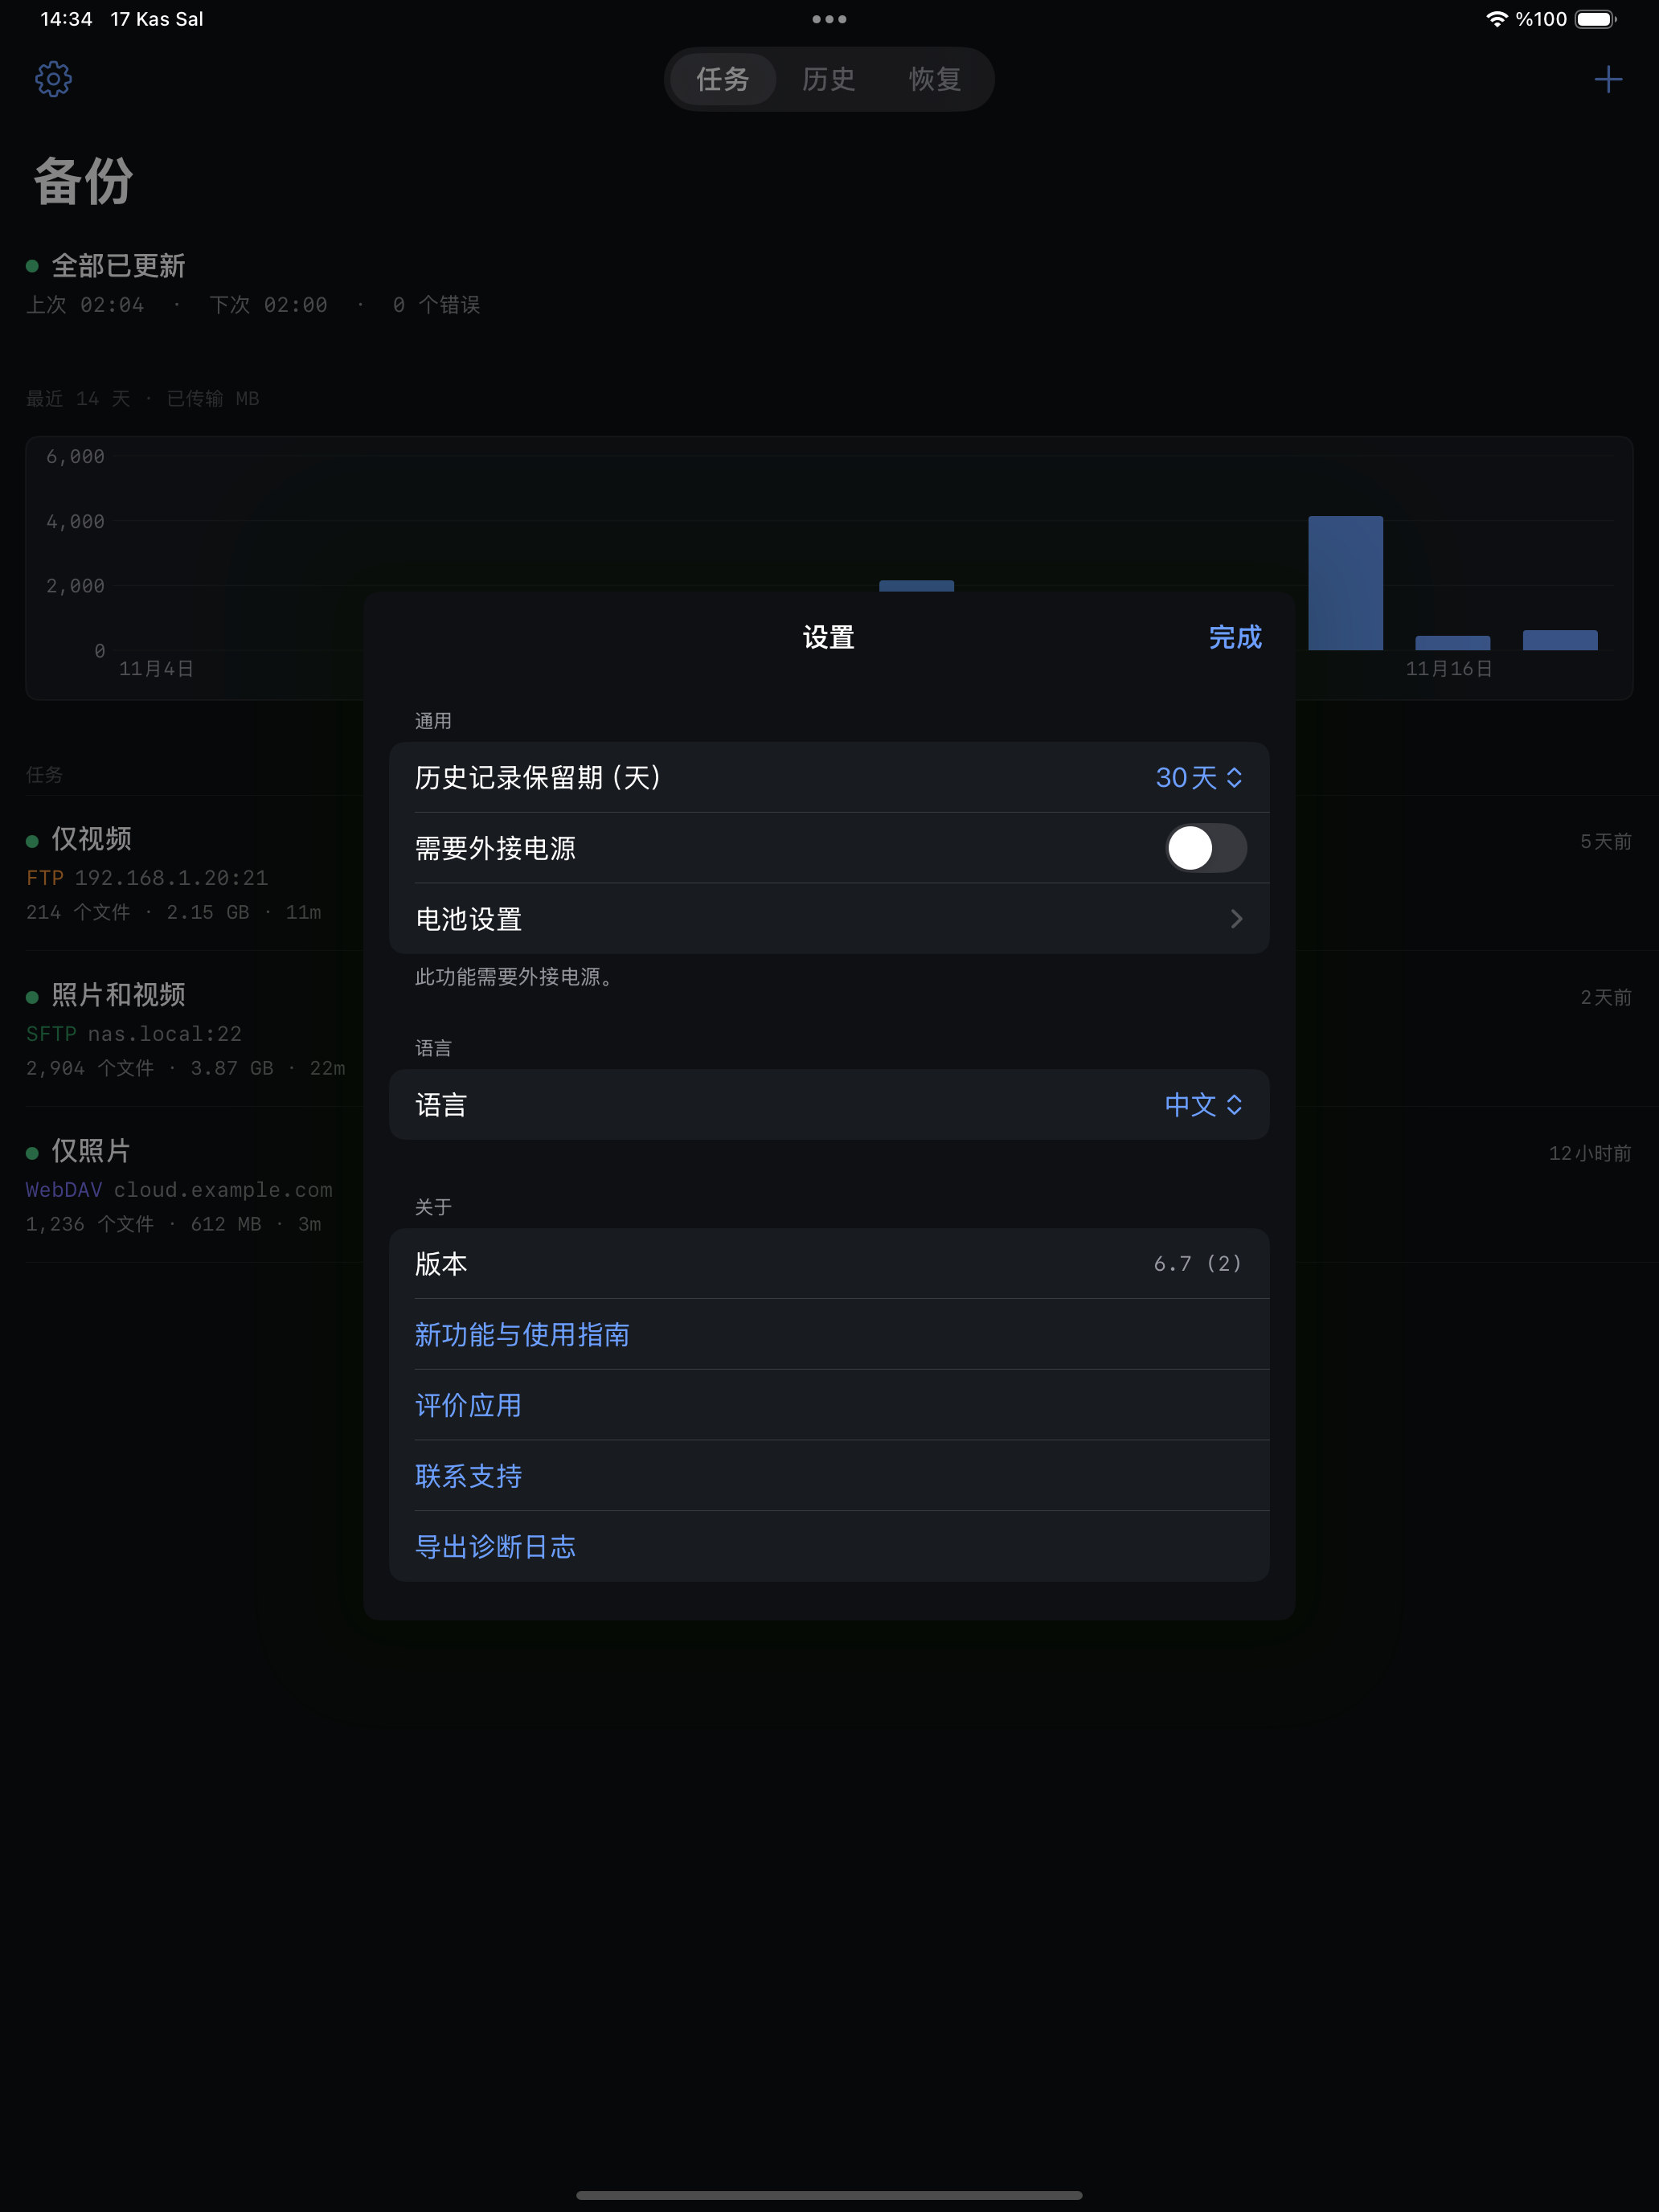 14:34 17 Kas Sal
%100
任务 历史 恢复
备份
全部已更新
上次 02:04 · 下次 02:00 · 0 个错误
最近 14 天 · 已传输 MB
6,000
4,000
2,000
0
11月4日 11月16日
设置 完成
通用
历史记录保留期（天） 30天
需要外接电源
电池设置
此功能需要外接电源。
语言
语言 中文
关于
版本 6.7 (2)
新功能与使用指南
评价应用
联系支持
导出诊断日志
任务
仅视频 5天前
FTP 192.168.1.20:21
214 个文件 · 2.15 GB · 11m
照片和视频 2天前
SFTP nas.local:22
2,904 个文件 · 3.87 GB · 22m
仅照片 12小时前
WebDAV cloud.example.com
1,236 个文件 · 612 MB · 3m